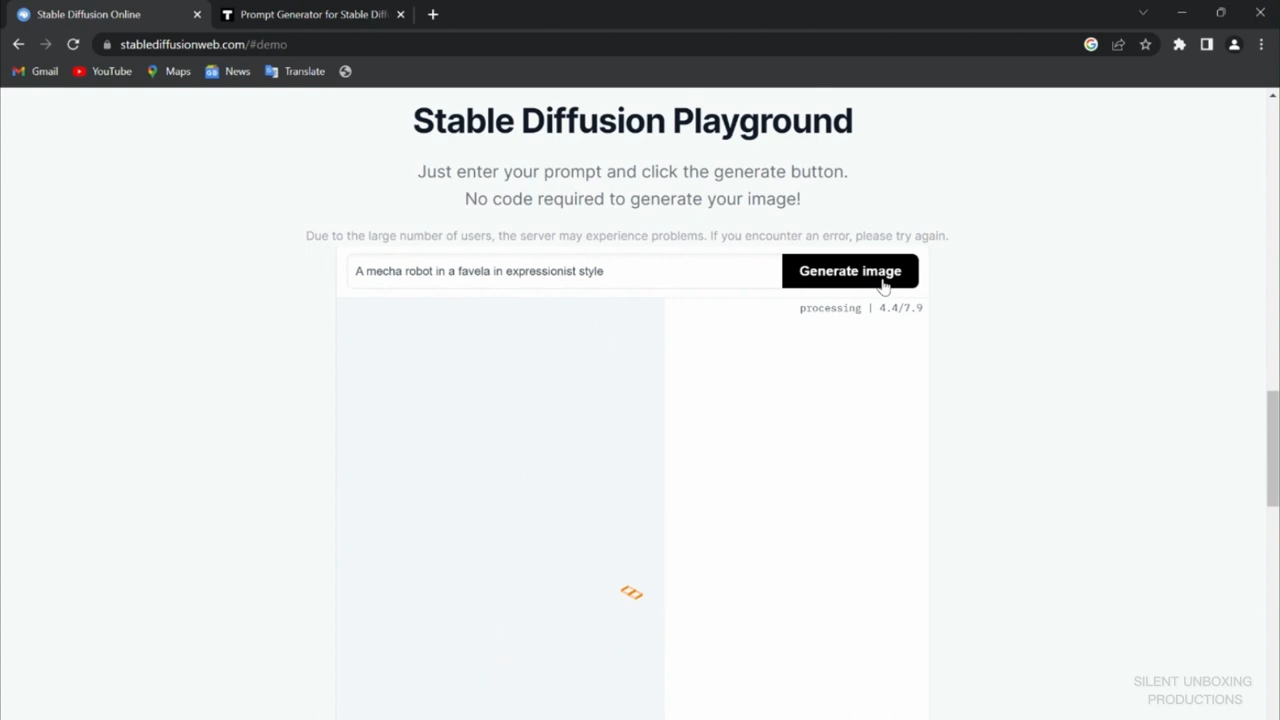 Stable Diffusion Online
Prompt Generator for Stable Diff
stablediffusionweb.com/#demo
Gmail
YouTube
Maps
News
Translate
Stable Diffusion Playground
Just enter your prompt and click the generate button.
No code required to generate your image!
Due to the large number of users, the server may experience problems. If you encounter an error, please try again.
A mecha robot in a favela in expressionist style
Generate image
processing | 4.4/7.9
SILENT UNBOXING
PRODUCTIONS